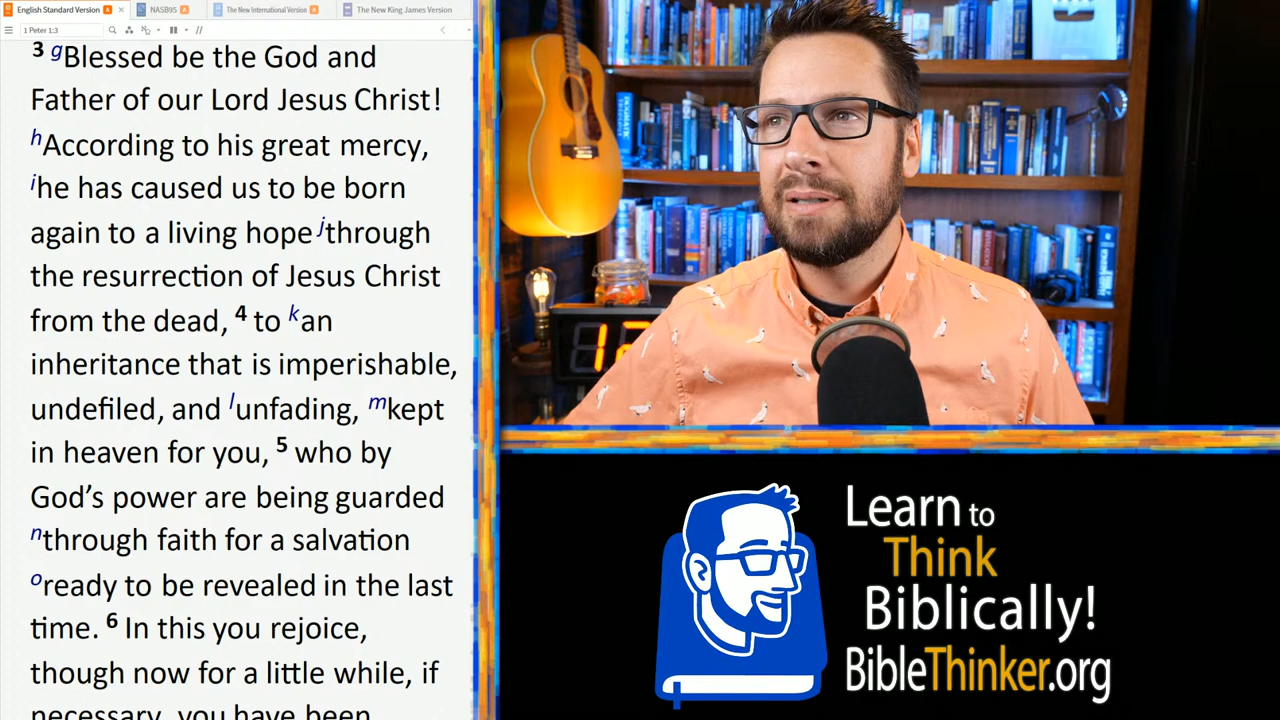 English Standard Version A
NASB95 A
The New International Version A
The New King James Version
1 Peter 1:3
3 gBlessed be the God and
Father of our Lord Jesus Christ!
hAccording to his great mercy,
ihe has caused us to be born
again to a living hope jthrough
the resurrection of Jesus Christ
from the dead, 4 to kan
inheritance that is imperishable,
undefiled, and lunfading, mkept
in heaven for you, 5 who by
God’s power are being guarded
nthrough faith for a salvation
oready to be revealed in the last
time. 6 In this you rejoice,
though now for a little while, if
necessary, you have been
Learn to
Think
Biblically!
BibleThinker.org